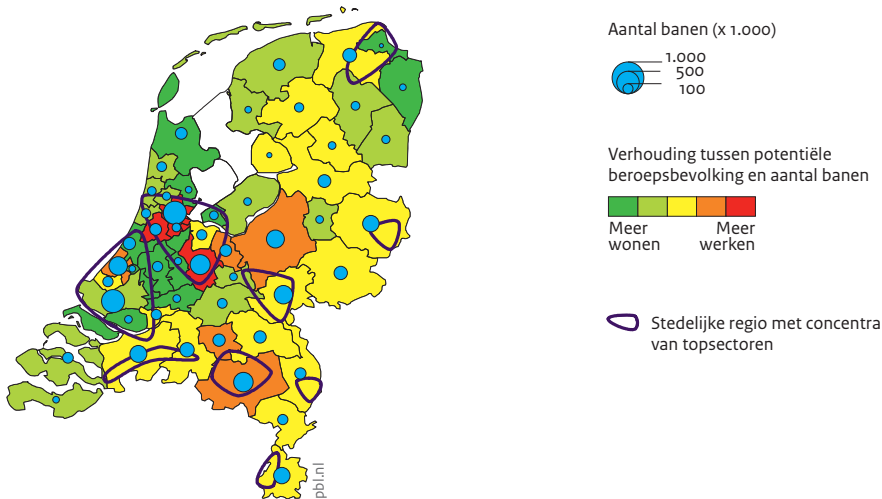 Aantal banen (x 1.000)
1.000
500
100
Verhouding tussen potentiële
beroepsbevolking en aantal banen
Meer
wonen
Meer
werken
Stedelijke regio met concentra
van topsectoren
pbl.nl